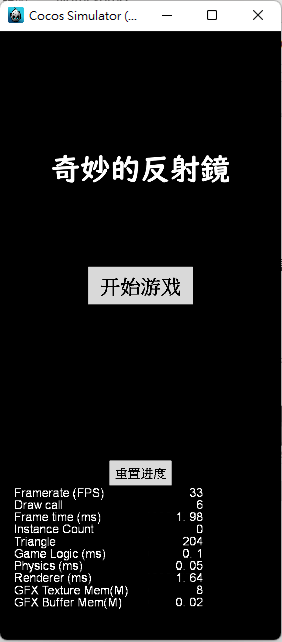 Cocos Simulator (...
奇妙的反射鏡
开始游戏
重置进度
Framerate (FPS) 33
Draw call 6
Frame time (ms) 1.98
Instance Count 0
Triangle 204
Game Logic (ms) 0.1
Physics (ms) 0.05
Renderer (ms) 1.64
GFX Texture Mem(M) 8
GFX Buffer Mem(M) 0.02